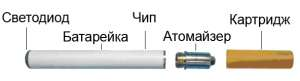 Светодиод
Чип
Картридж
Батарейка
Атомайзер